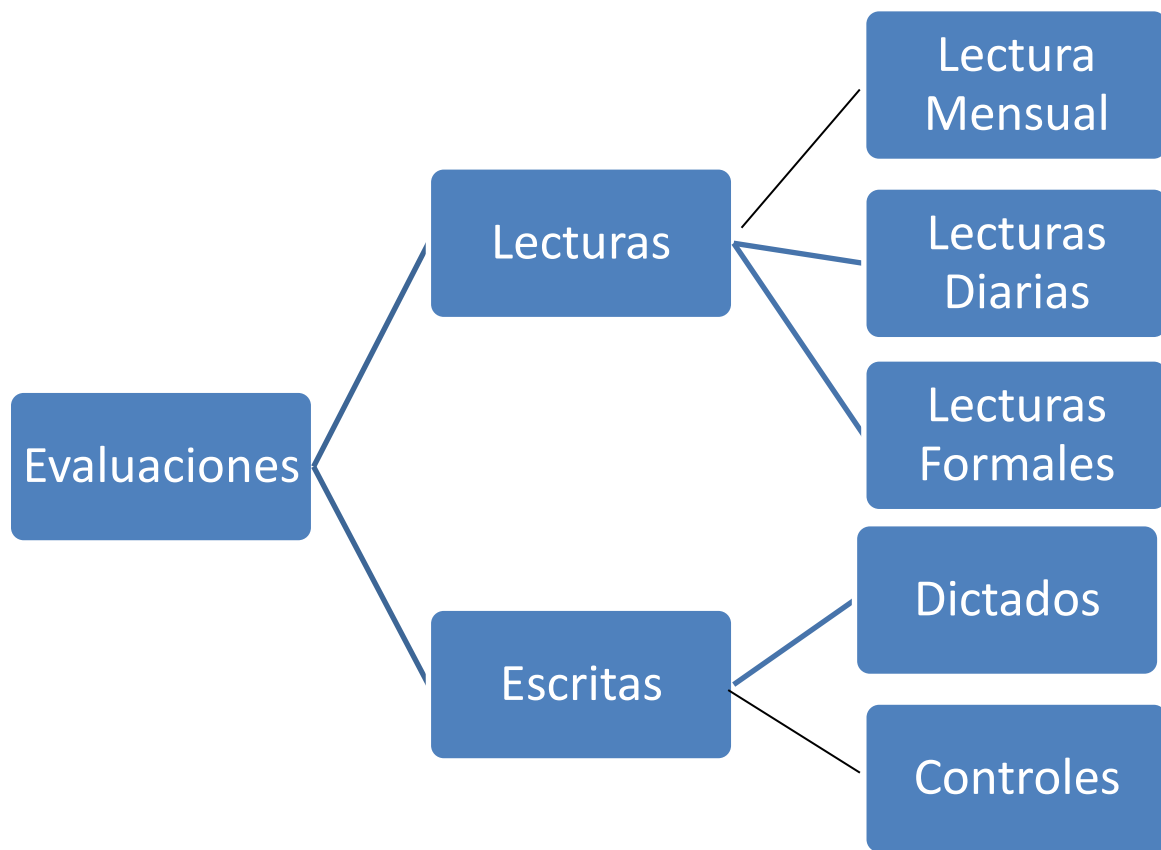 Evaluaciones
Lecturas
Lectura
Mensual
Lecturas
Diarias
Lecturas
Formales
Escritas
Dictados
Controles